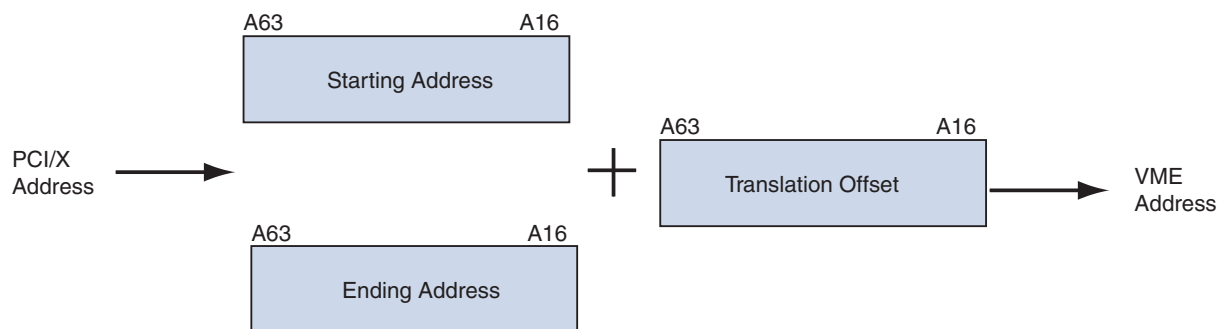 A63 A16
Starting Address
PCI/X
Address
A63 A16
Translation Offset
VME
Address
A63 A16
Ending Address